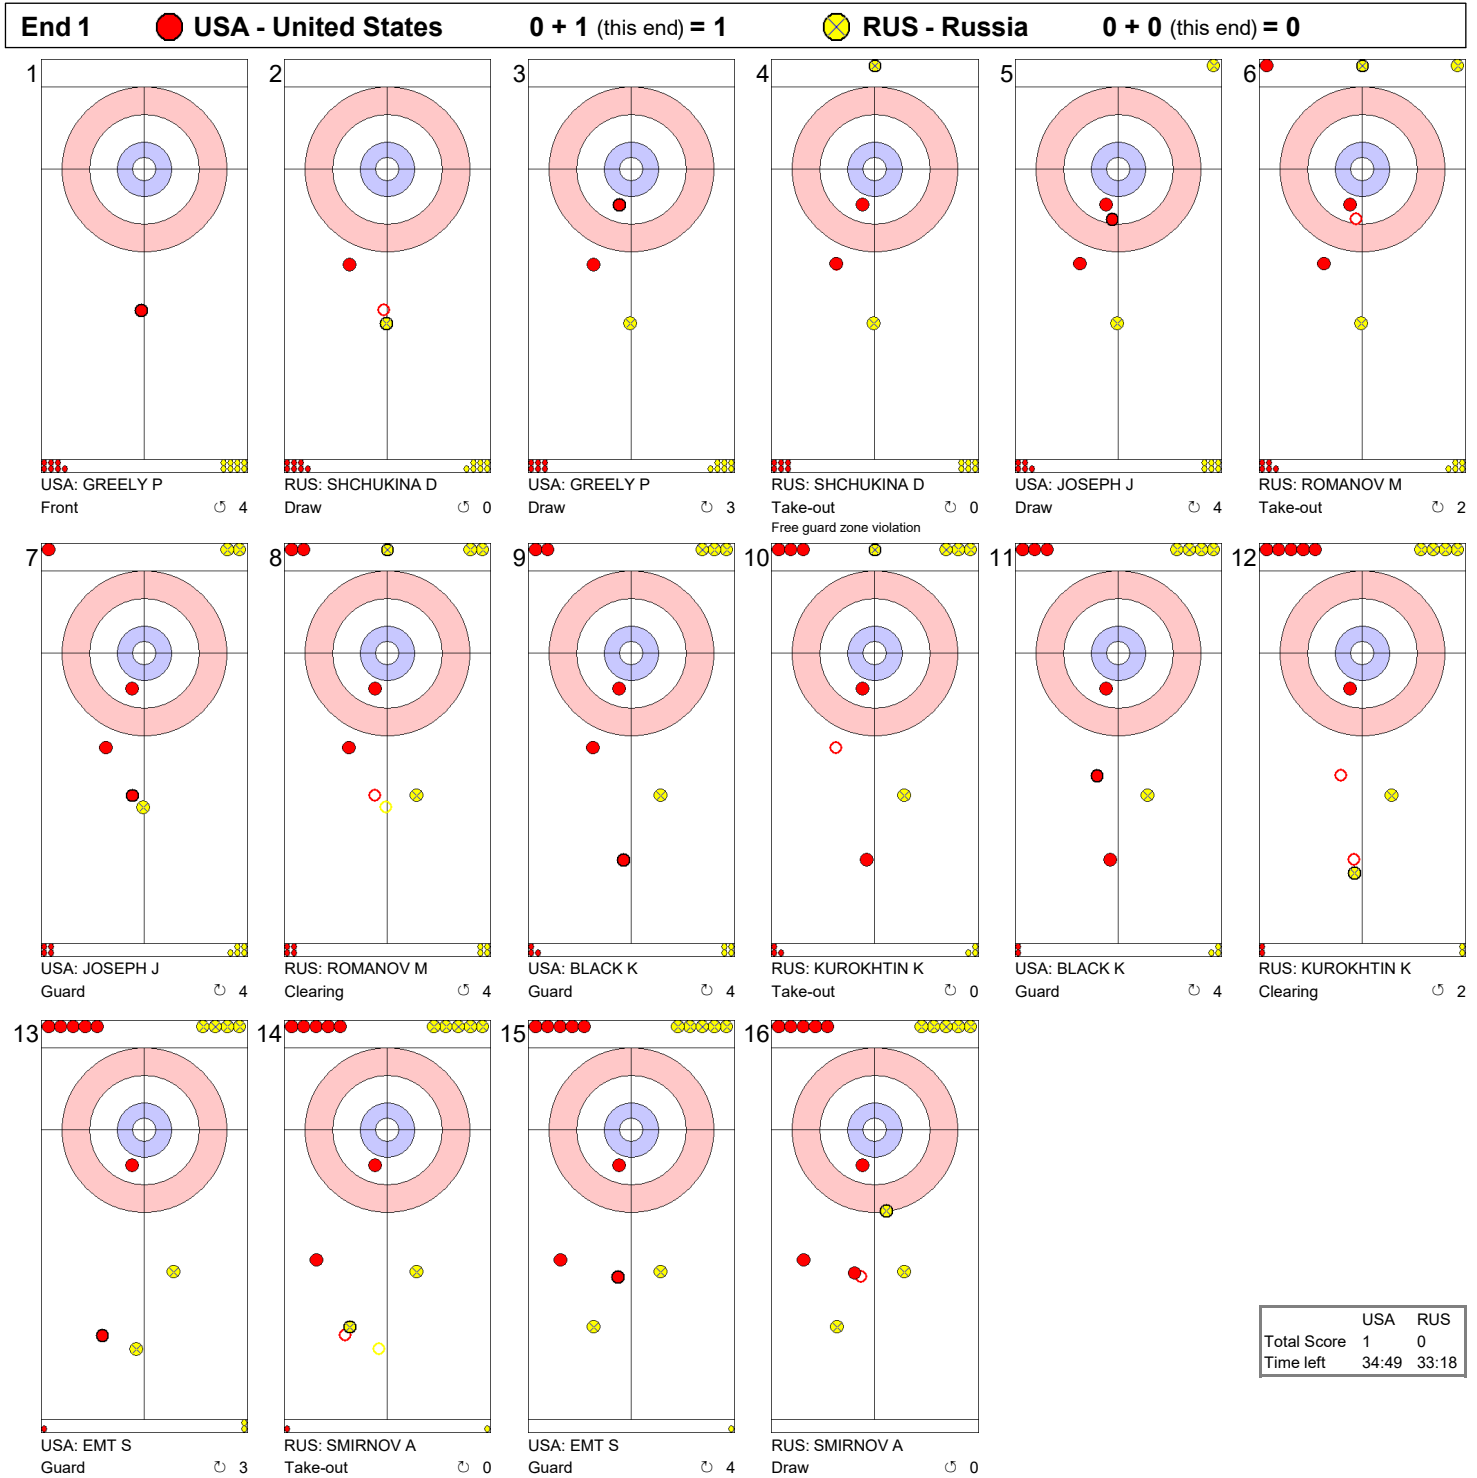 End 1 USA - United States 0 + 1 (this end) = 1 RUS - Russia 0 + 0 (this end) = 0
1 2 3 4 5 6
USA: GREELY P RUS: SHCHUKINA D USA: GREELY P RUS: SHCHUKINA D USA: JOSEPH J RUS: ROMANOV M
Front ↺ 4 Draw ↺ 0 Draw ↻ 3 Take-out ↻ 0 Draw ↻ 4 Take-out ↻ 2
Free guard zone violation
7 8 9 10 11 12
USA: JOSEPH J RUS: ROMANOV M USA: BLACK K RUS: KUROKHTIN K USA: BLACK K RUS: KUROKHTIN K
Guard ↻ 4 Clearing ↺ 4 Guard ↻ 4 Take-out ↻ 0 Guard ↻ 4 Clearing ↺ 2
13 14 15 16
USA RUS
Total Score 1 0
Time left 34:49 33:18
USA: EMT S RUS: SMIRNOV A USA: EMT S RUS: SMIRNOV A
Guard ↻ 3 Take-out ↻ 0 Guard ↻ 4 Draw ↺ 0